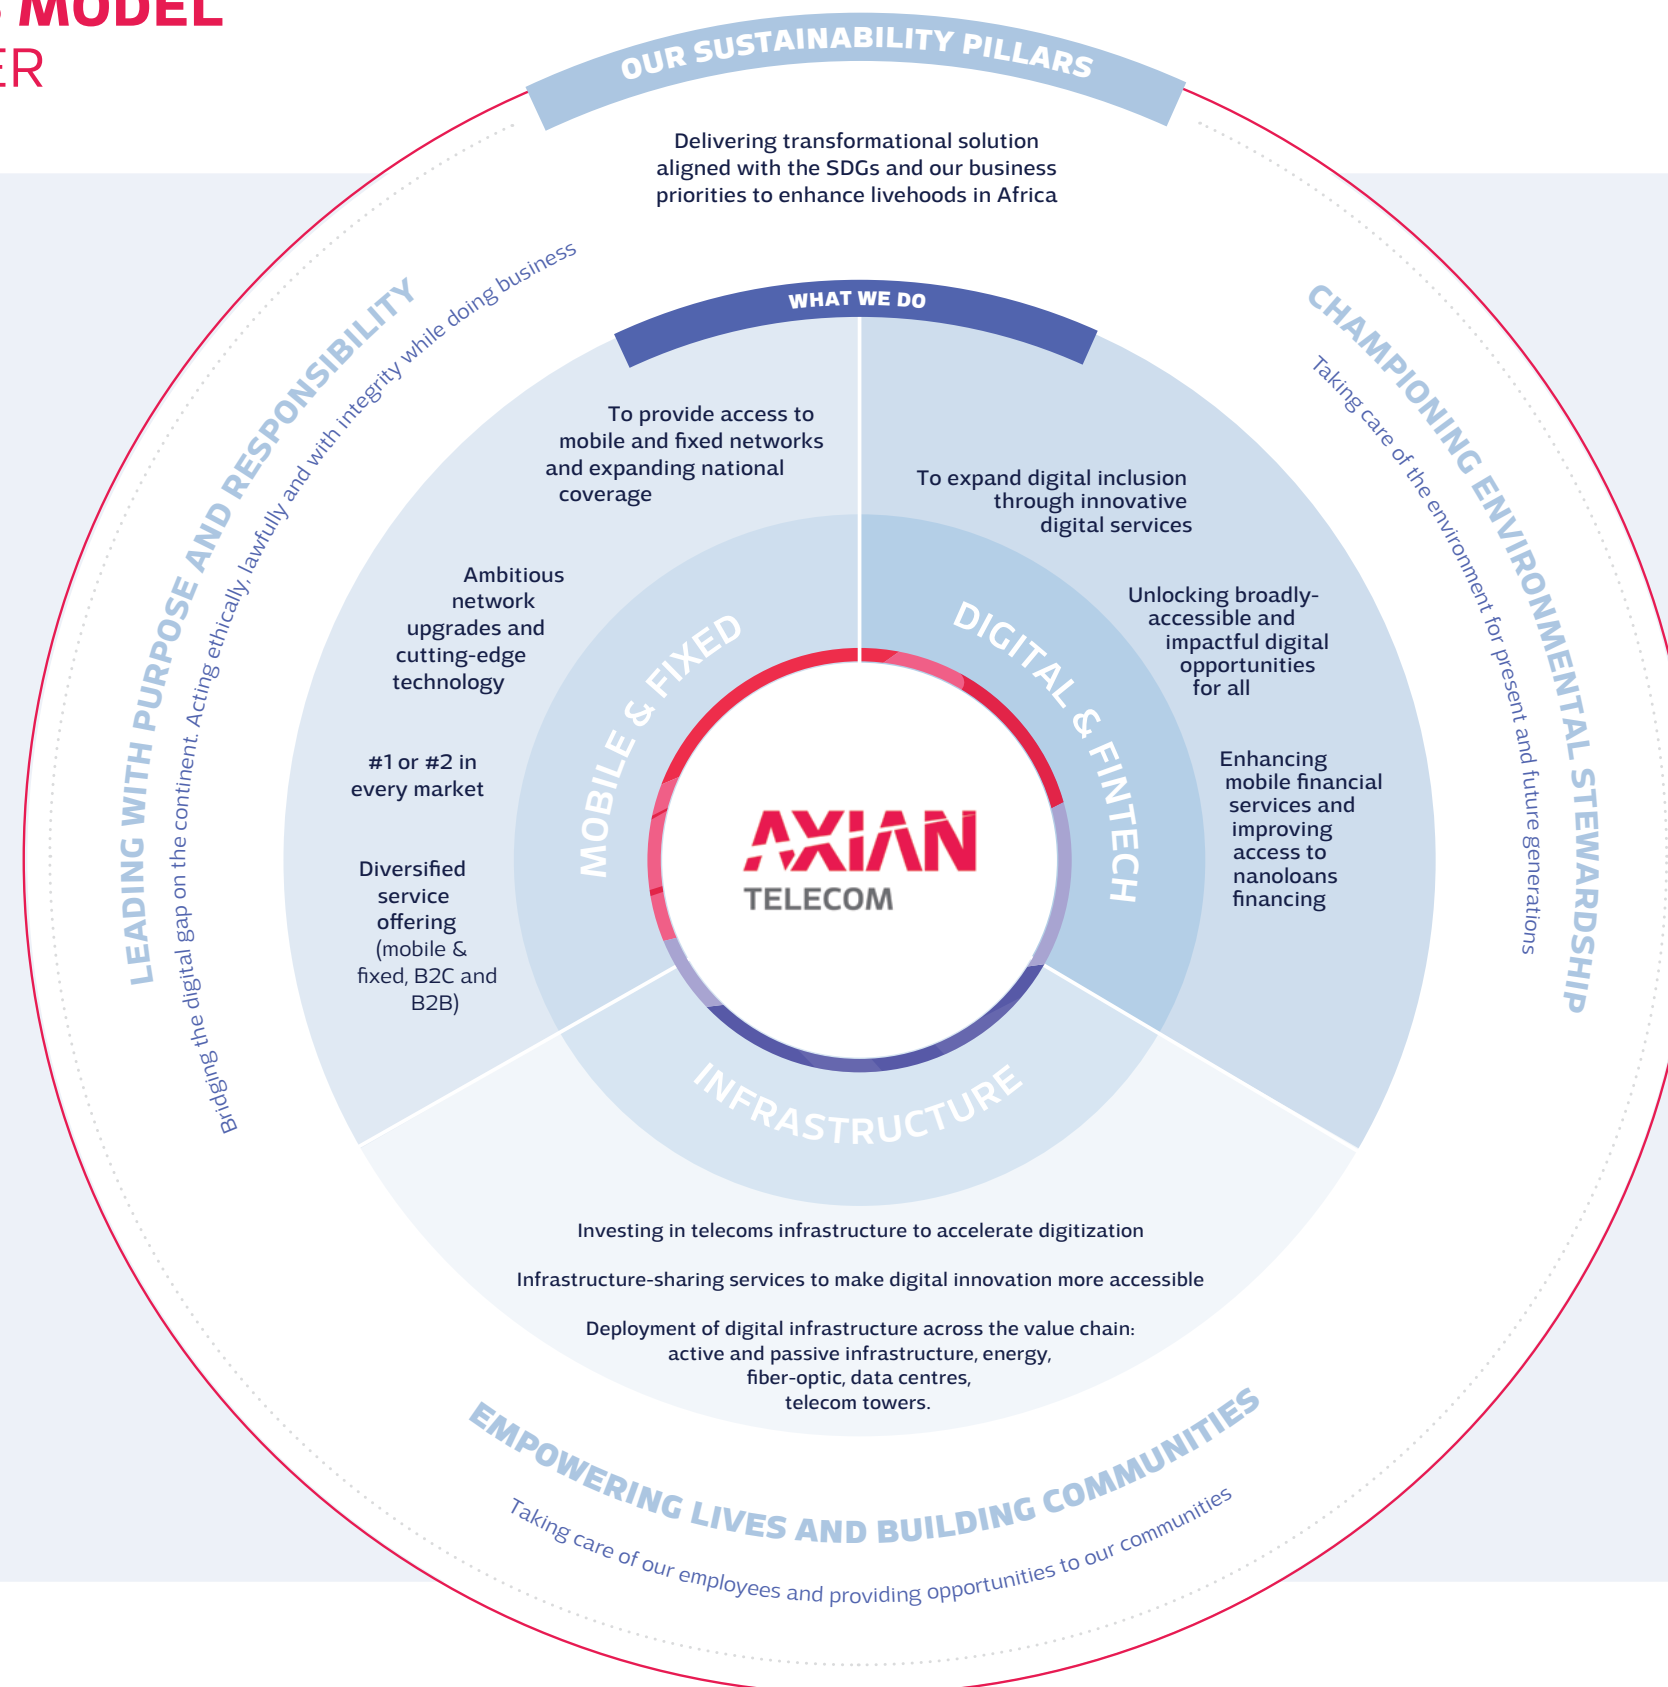 MODEL
ER
OUR SUSTAINABILITY PILLARS
Delivering transformational solution
aligned with the SDGs and our business
priorities to enhance livehoods in Africa
LEADING WITH PURPOSE AND RESPONSIBILITY
Bridging the digital gap on the continent. Acting ethically, lawfully and with integrity while doing business
CHAMPIONING ENVIRONMENTAL STEWARDSHIP
Taking care of the environment for present and future generations
WHAT WE DO
To provide access to
mobile and fixed networks
and expanding national
coverage
Ambitious
network
upgrades and
cutting-edge
technology
#1 or #2 in
every market
Diversified
service
offering
(mobile &
fixed, B2C and
B2B)
MOBILE & FIXED
To expand digital inclusion
through innovative
digital services
Unlocking broadly-
accessible and
impactful digital
opportunities
for all
Enhancing
mobile financial
services and
improving
access to
nanoloans
financing
DIGITAL & FINTECH
AXIAN
TELECOM
INFRASTRUCTURE
Investing in telecoms infrastructure to accelerate digitization
Infrastructure-sharing services to make digital innovation more accessible
Deployment of digital infrastructure across the value chain:
active and passive infrastructure, energy,
fiber-optic, data centres,
telecom towers.
EMPOWERING LIVES AND BUILDING COMMUNITIES
Taking care of our employees and providing opportunities to our communities